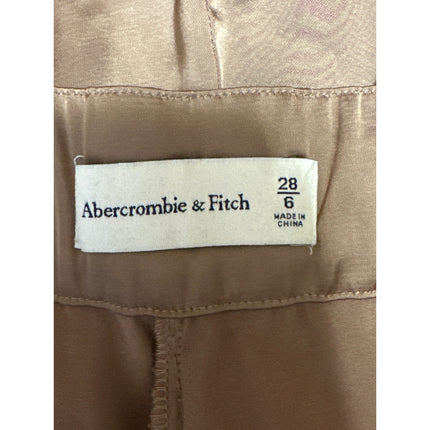 Abercrombie & Fitch
28
6
MADE IN
CHINA